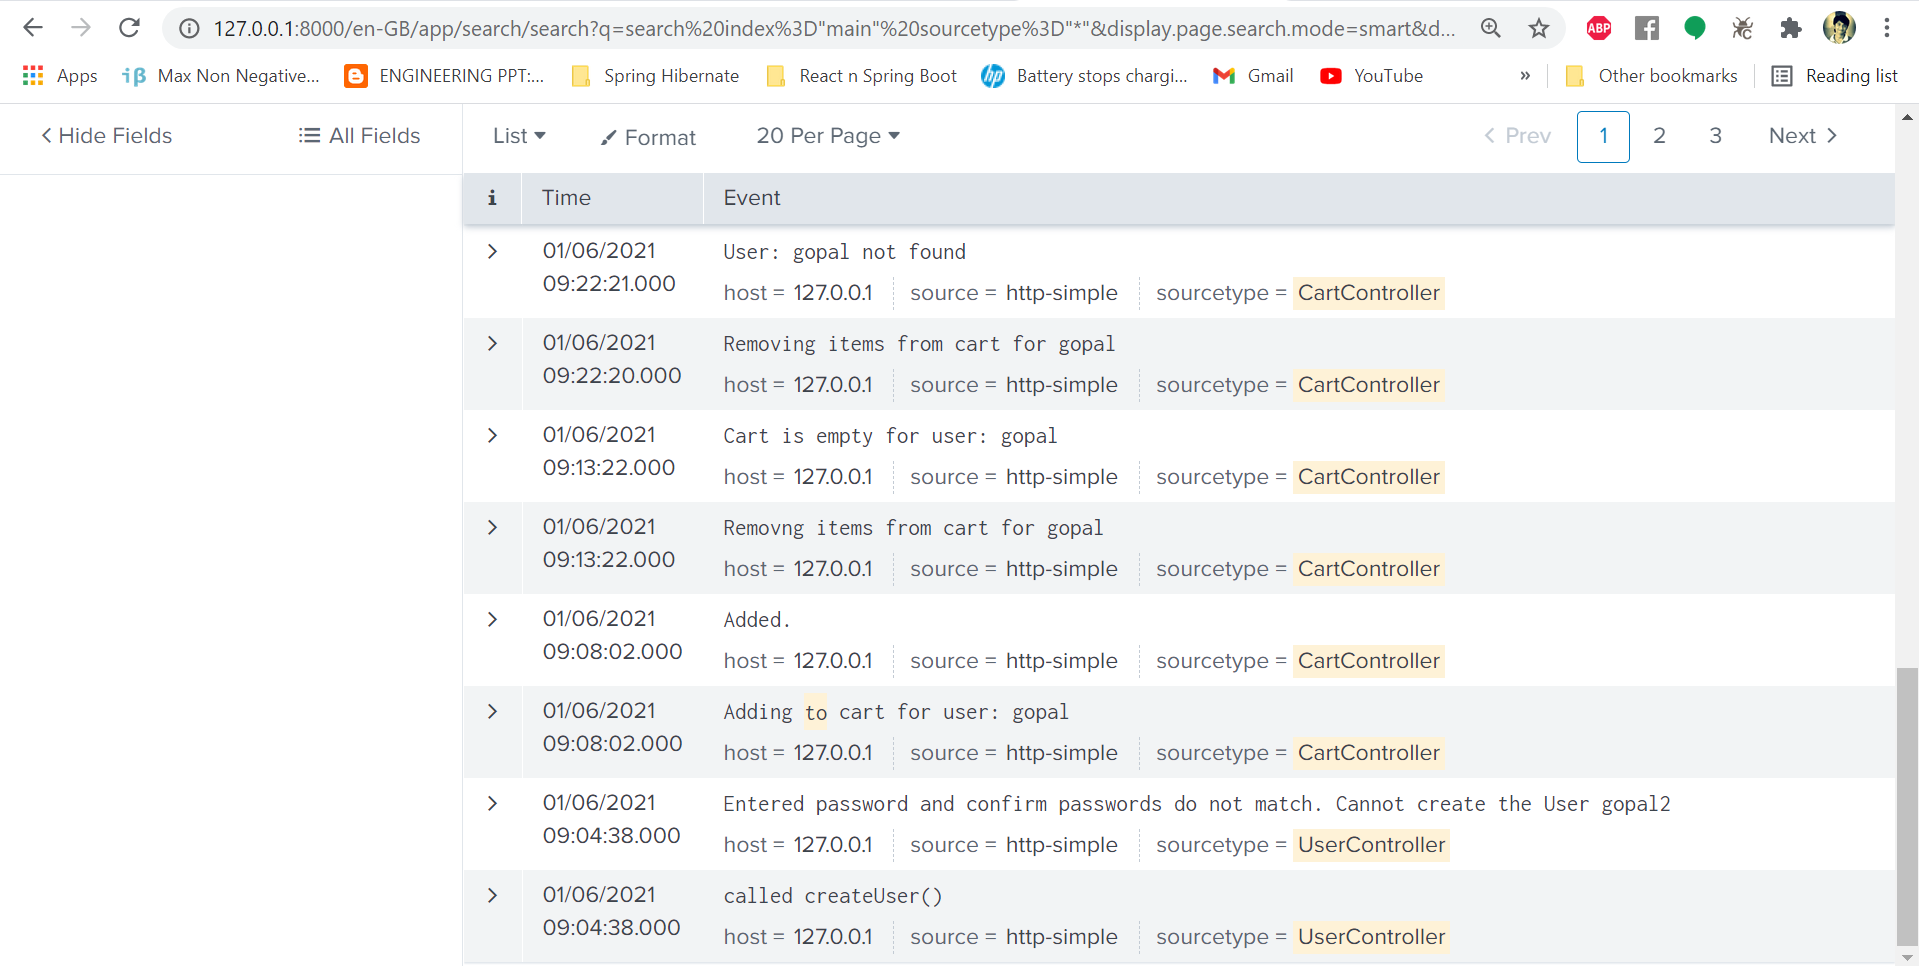 127.0.0.1:8000/en-GB/app/search/search?q=search%20index%3D"main"%20sourcetype%3D"*"&display.page.search.mode=smart&d...
ABP
Apps iβ Max Non Negative... ENGINEERING PPT:... Spring Hibernate React n Spring Boot hp Battery stops chargi... Gmail YouTube » Other bookmarks Reading list
Hide Fields All Fields List Format 20 Per Page Prev 1 2 3 Next
i Time Event
01/06/2021 User: gopal not found
09:22:21.000 host = 127.0.0.1 source = http-simple sourcetype = CartController
01/06/2021 Removing items from cart for gopal
09:22:20.000 host = 127.0.0.1 source = http-simple sourcetype = CartController
01/06/2021 Cart is empty for user: gopal
09:13:22.000 host = 127.0.0.1 source = http-simple sourcetype = CartController
01/06/2021 Removng items from cart for gopal
09:13:22.000 host = 127.0.0.1 source = http-simple sourcetype = CartController
01/06/2021 Added.
09:08:02.000 host = 127.0.0.1 source = http-simple sourcetype = CartController
01/06/2021 Adding to cart for user: gopal
09:08:02.000 host = 127.0.0.1 source = http-simple sourcetype = CartController
01/06/2021 Entered password and confirm passwords do not match. Cannot create the User gopal2
09:04:38.000 host = 127.0.0.1 source = http-simple sourcetype = UserController
01/06/2021 called createUser()
09:04:38.000 host = 127.0.0.1 source = http-simple sourcetype = UserController